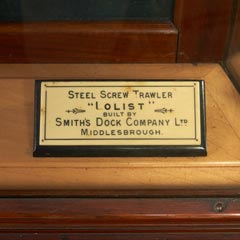 STEEL SCREW TRAWLER
"LOLIST"
BUILT BY
SMITH'S DOCK COMPANY LTD
MIDDLESBROUGH.